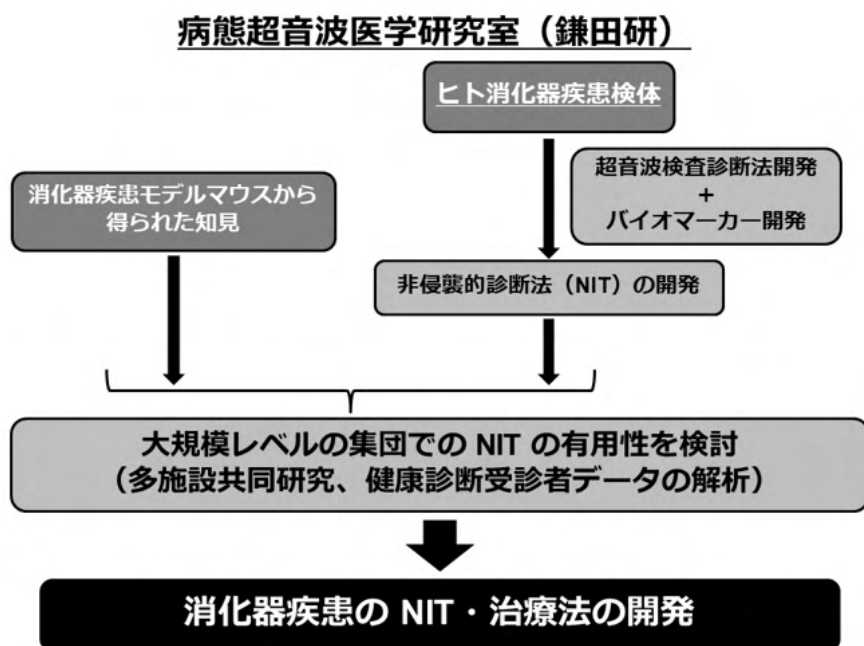 病態超音波医学研究室（鎌田研）
ヒト消化器疾患検体
超音波検査診断法開発
+
バイオマーカー開発
消化器疾患モデルマウスから
得られた知見
非侵襲的診断法（NIT）の開発
大規模レベルの集団での NIT の有用性を検討
（多施設共同研究、健康診断受診者データの解析）
消化器疾患の NIT・治療法の開発